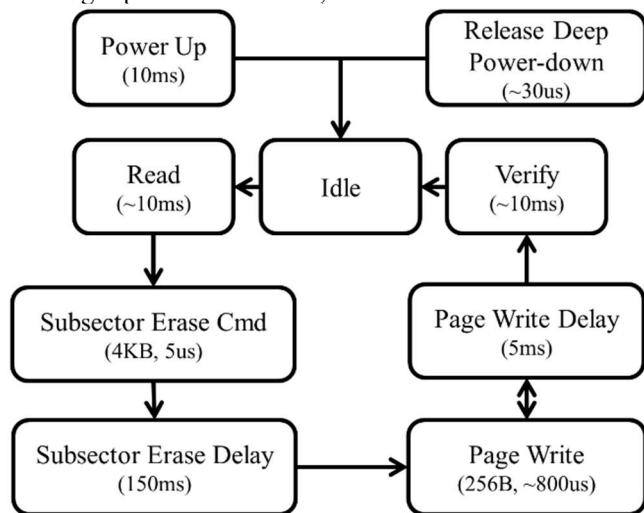 Power Up
(10ms)
Release Deep
Power-down
(~30us)
Read
(~10ms)
Idle
Verify
(~10ms)
Subsector Erase Cmd
(4KB, 5us)
Page Write Delay
(5ms)
Subsector Erase Delay
(150ms)
Page Write
(256B, ~800us)